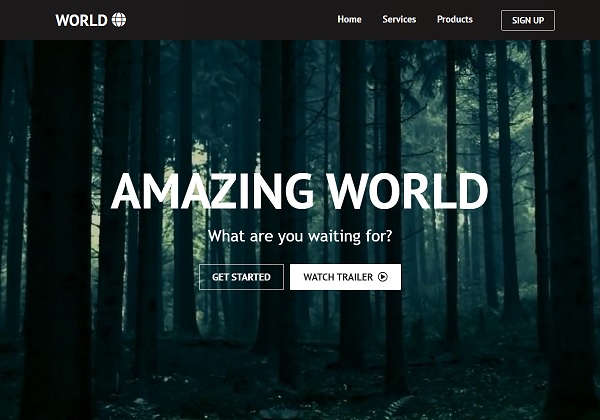 WORLD
Home Services Products SIGN UP
AMAZING WORLD
What are you waiting for?
GET STARTED WATCH TRAILER